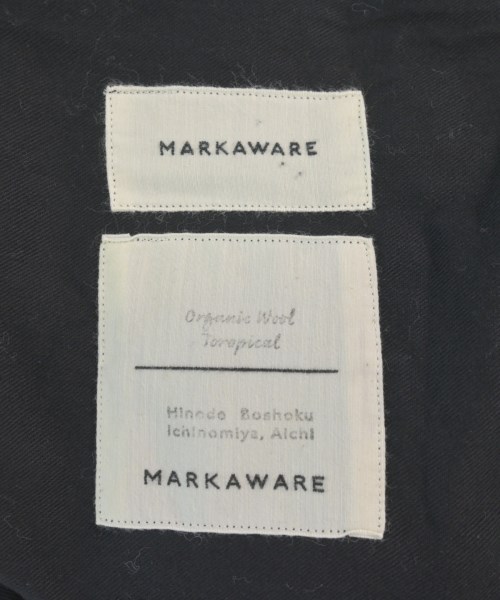 MARKAWARE
Organic Wool
Toropical
Hinode Boshoku
Ichinomiya, Aichi
MARKAWARE